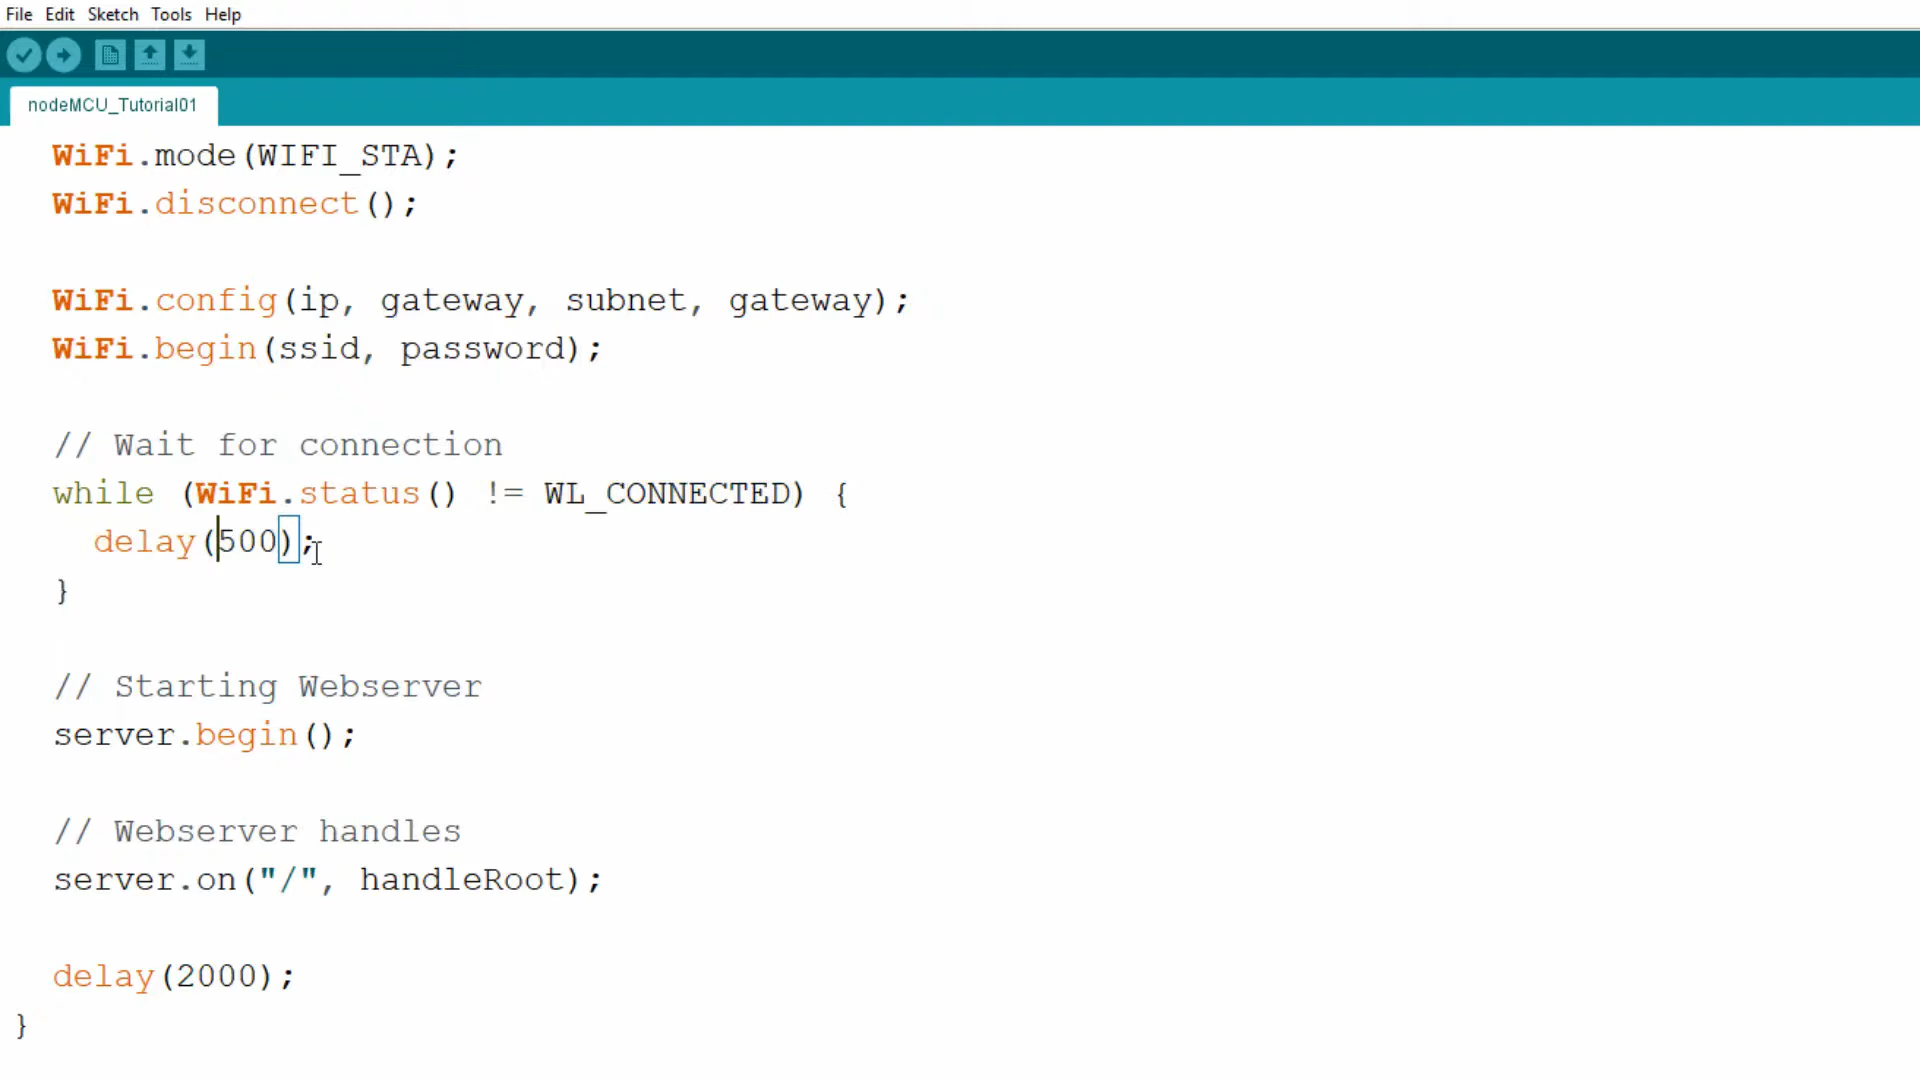 File Edit Sketch Tools Help
nodeMCU_Tutorial01
WiFi.mode(WIFI_STA);
WiFi.disconnect();
WiFi.config(ip, gateway, subnet, gateway);
WiFi.begin(ssid, password);
// Wait for connection
while (WiFi.status() != WL_CONNECTED) {
delay(500);
}
// Starting Webserver
server.begin();
// Webserver handles
server.on("/", handleRoot);
delay(2000);
}